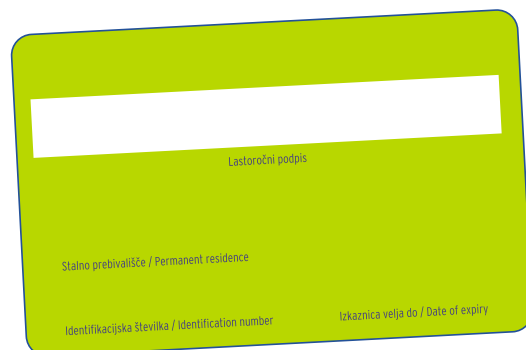 Lastoročni podpis
Stalno prebivališče / Permanent residence
Identifikacijska številka / Identification number
Izkaznica velja do / Date of expiry